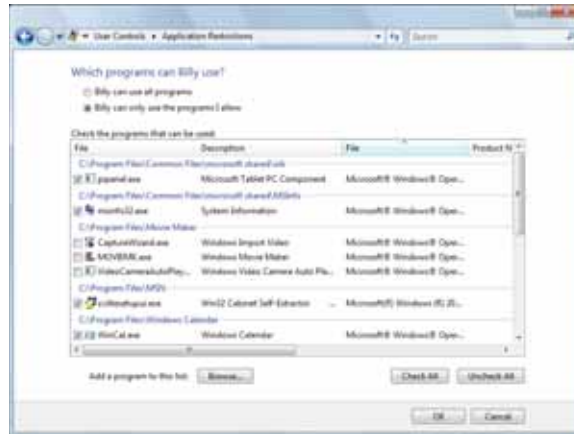 User Controls ▸ Application Restrictions
Search
Which programs can Billy use?
Billy can use all programs
Billy can only use the programs I allow
Check the programs that can be used:
File Description File Product N
C:\Program Files\Common Files\microsoft shared\ink
Microsoft Tablet PC Component Microsoft® Windows® Oper...
C:\Program Files\Common Files\microsoft shared\MSInfo
msinfo32.exe System Information Microsoft® Windows® Oper...
C:\Program Files\Movie Maker
CaptureWizard.exe Windows Import Video Microsoft® Windows® Oper...
MOVIEMK.exe Windows Movie Maker Microsoft® Windows® Oper...
VideoCameraAutoPlay... Windows Video Camera Auto Pla... Microsoft® Windows® Oper...
C:\Program Files\MSN
Win32 Cabinet Self-Extractor ... Microsoft(R) Windows (R) 20...
C:\Program Files\Windows Calendar
WinCal.exe Windows Calendar Microsoft® Windows® Oper...
Add a program to this list: Browse... Check All Uncheck All
OK Cancel